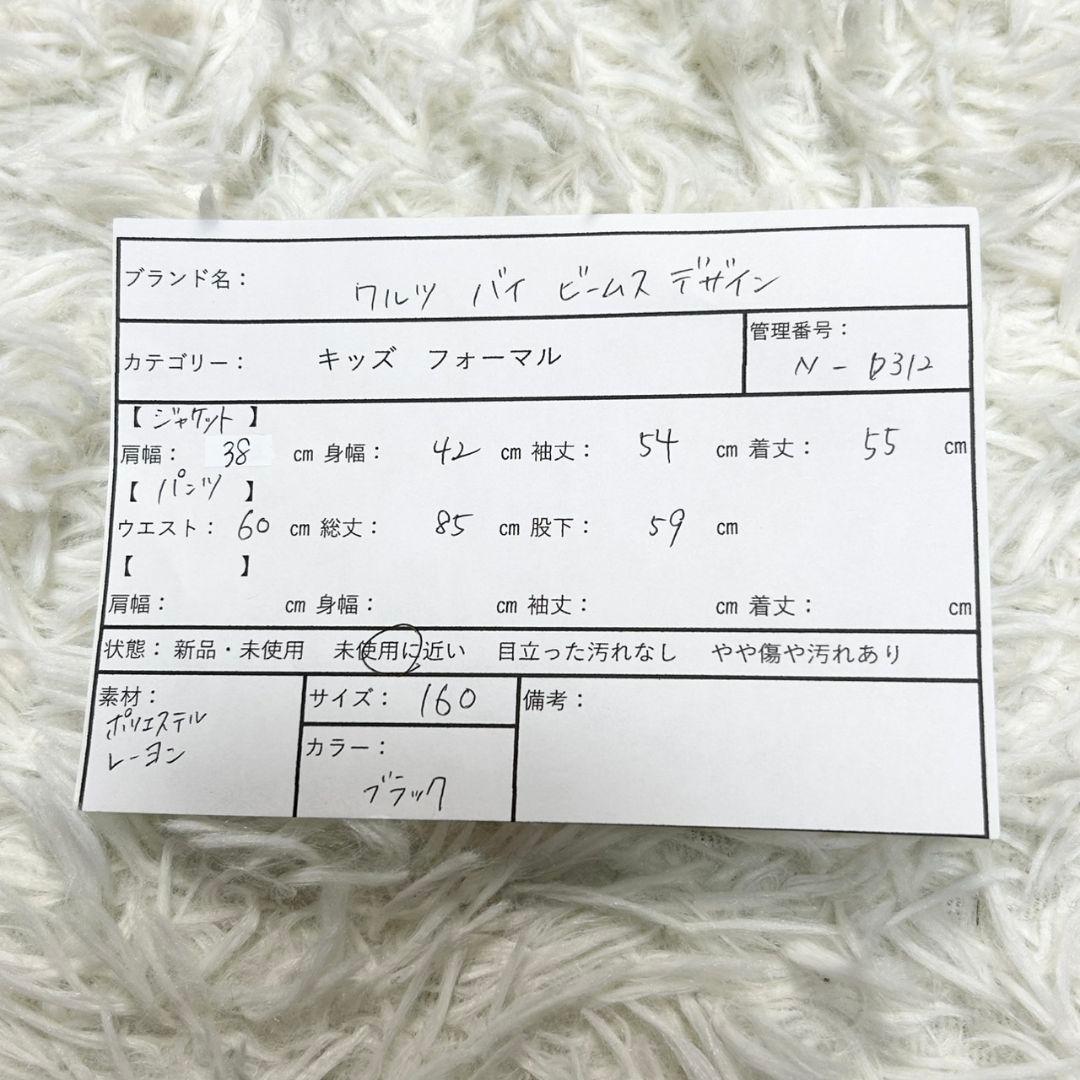 ブランド名： ワルツ バイ ビームス デザイン
カテゴリー： キッズ フォーマル
管理番号：
N - D312
【 ジャケット 】
肩幅： 38 cm 身幅： 42 cm 袖丈： 54 cm 着丈： 55 cm
【 パンツ 】
ウエスト： 60 cm 総丈： 85 cm 股下： 59 cm
【 】
肩幅： cm 身幅： cm 袖丈： cm 着丈： cm
状態： 新品・未使用 未使用に近い 目立った汚れなし やや傷や汚れあり
素材：
ポリエステル
レーヨン
サイズ： 160
カラー：
ブラック
備考：